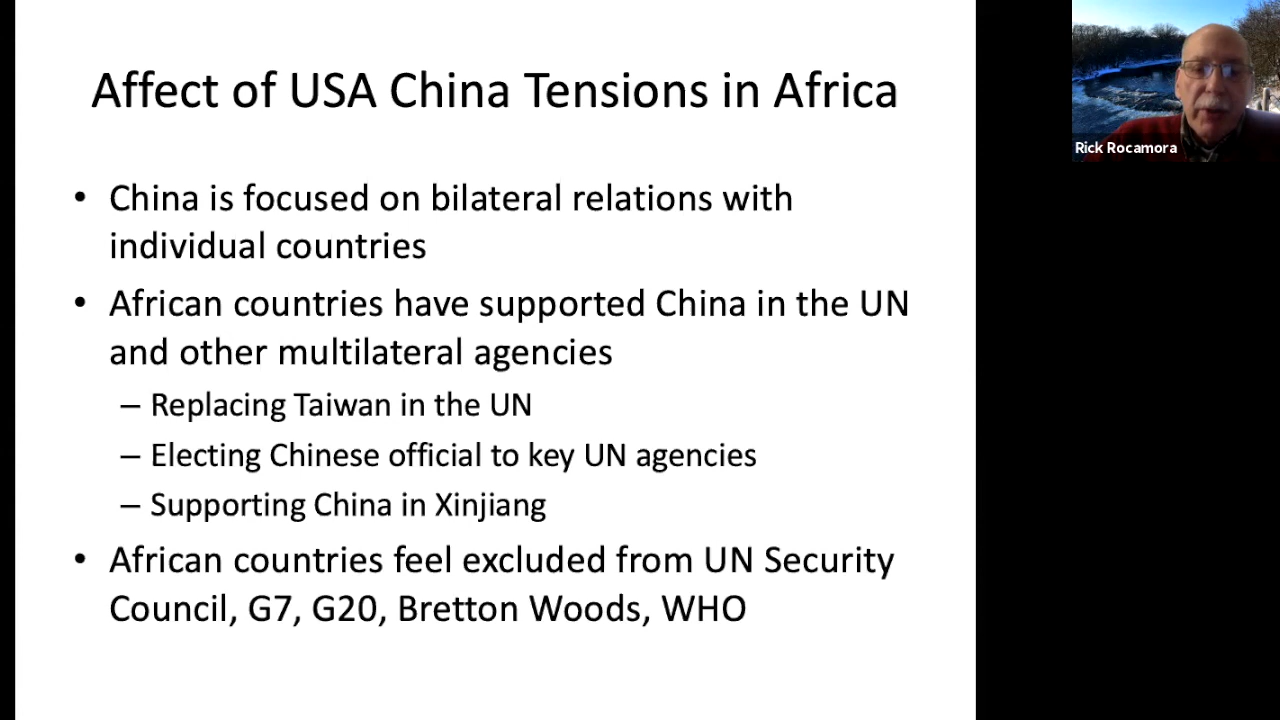 Affect of USA China Tensions in Africa
• China is focused on bilateral relations with
individual countries
• African countries have supported China in the UN
and other multilateral agencies
– Replacing Taiwan in the UN
– Electing Chinese official to key UN agencies
– Supporting China in Xinjiang
• African countries feel excluded from UN Security
Council, G7, G20, Bretton Woods, WHO
Rick Rocamora